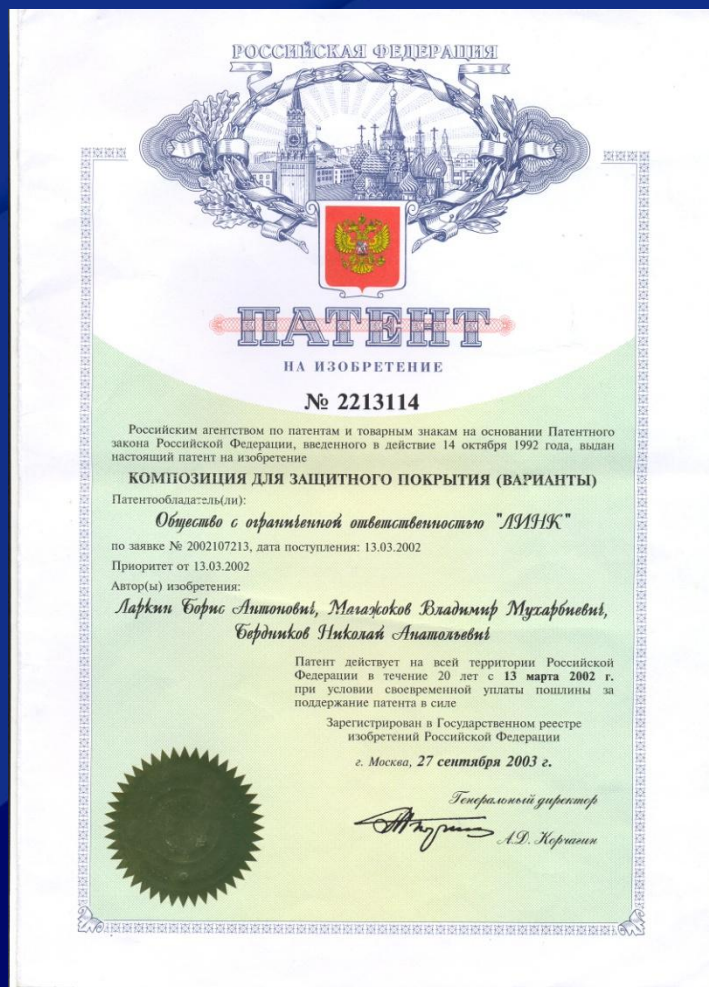 РОССИЙСКАЯ ФЕДЕРАЦИЯ
ПАТЕНТ
НА ИЗОБРЕТЕНИЕ
№ 2213114
Российским агентством по патентам и товарным знакам на основании Патентного
закона Российской Федерации, введенного в действие 14 октября 1992 года, выдан
настоящий патент на изобретение
КОМПОЗИЦИЯ ДЛЯ ЗАЩИТНОГО ПОКРЫТИЯ (ВАРИАНТЫ)
Патентообладатель(ли):
Общество с ограниченной ответственностью "ЛИНК"
по заявке № 2002107213, дата поступления: 13.03.2002
Приоритет от 13.03.2002
Автор(ы) изобретения:
Ларкин Борис Антонович, Магажоков Владимир Мухарбиевич,
Бердников Николай Анатольевич
Патент действует на всей территории Российской
Федерации в течение 20 лет с 13 марта 2002 г.
при условии своевременной уплаты пошлины за
поддержание патента в силе
Зарегистрирован в Государственном реестре
изобретений Российской Федерации
г. Москва, 27 сентября 2003 г.
Генеральный директор
А.Д. Корчагин